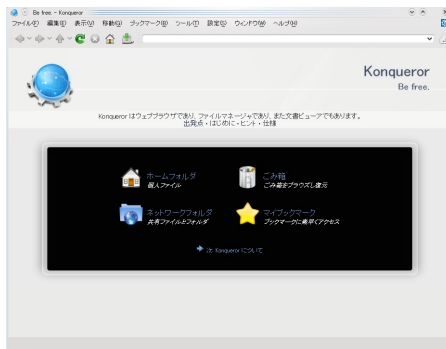 Be free. - Konqueror
ファイル(F) 編集(E) 表示(V) 移動(G) ブックマーク(B) ツール(T) 設定(S) ウィンドウ(W) ヘルプ(H)
Konqueror
Be free.
Konqueror はウェブブラウザであり、ファイルマネージャであり、また文書ビューアでもあります。
出発点・はじめに・ヒント・仕様
ホームフォルダ
個人ファイル
ごみ箱
ごみ箱をブラウズし復元
ネットワークフォルダ
共有ファイルとフォルダ
マイブックマーク
ブックマークに素早くアクセス
次: Konqueror について